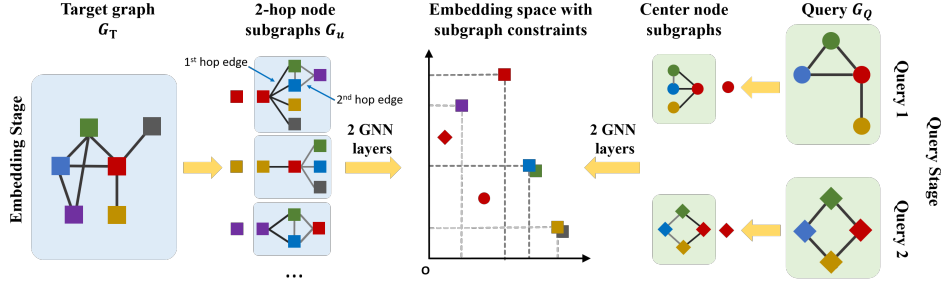 Target graph
G_T
2-hop node
subgraphs G_u
Embedding space with
subgraph constraints
Center node
subgraphs
Query G_Q
Embedding Stage
1st hop edge
2nd hop edge
2 GNN
layers
2 GNN
layers
Query 1
Query 2
Query Stage
...
O